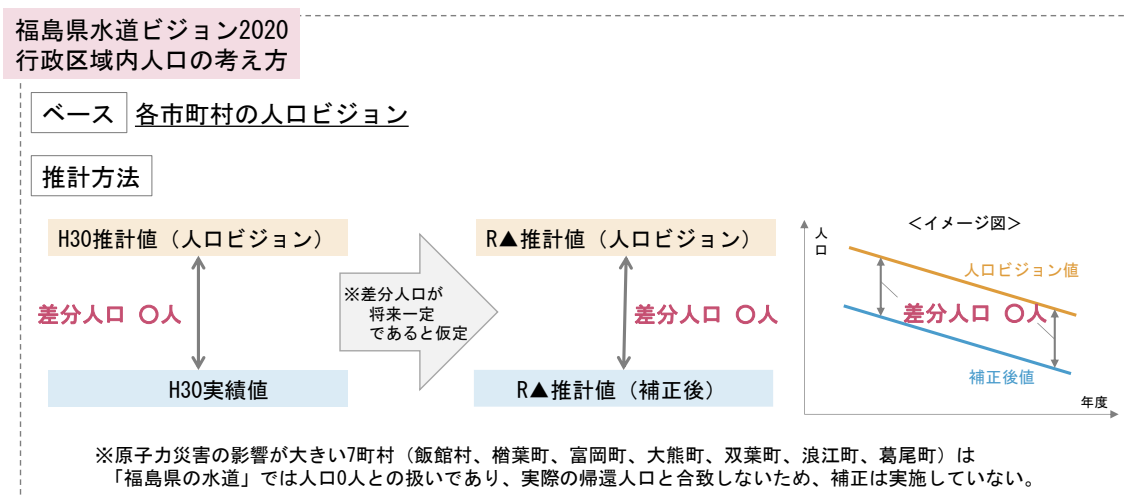 福島県水道ビジョン2020
行政区域内人口の考え方
ベース 各市町村の人口ビジョン
推計方法
H30推計値（人口ビジョン）
差分人口 〇人
H30実績値
※差分人口が
将来一定
であると仮定
R▲推計値（人口ビジョン）
差分人口 〇人
R▲推計値（補正後）
＜イメージ図＞
人口
人口ビジョン値
差分人口 〇人
補正後値
年度
※原子力災害の影響が大きい7町村（飯館村、楢葉町、富岡町、大熊町、双葉町、浪江町、葛尾町）は
「福島県の水道」では人口0人との扱いであり、実際の帰還人口と合致しないため、補正は実施していない。